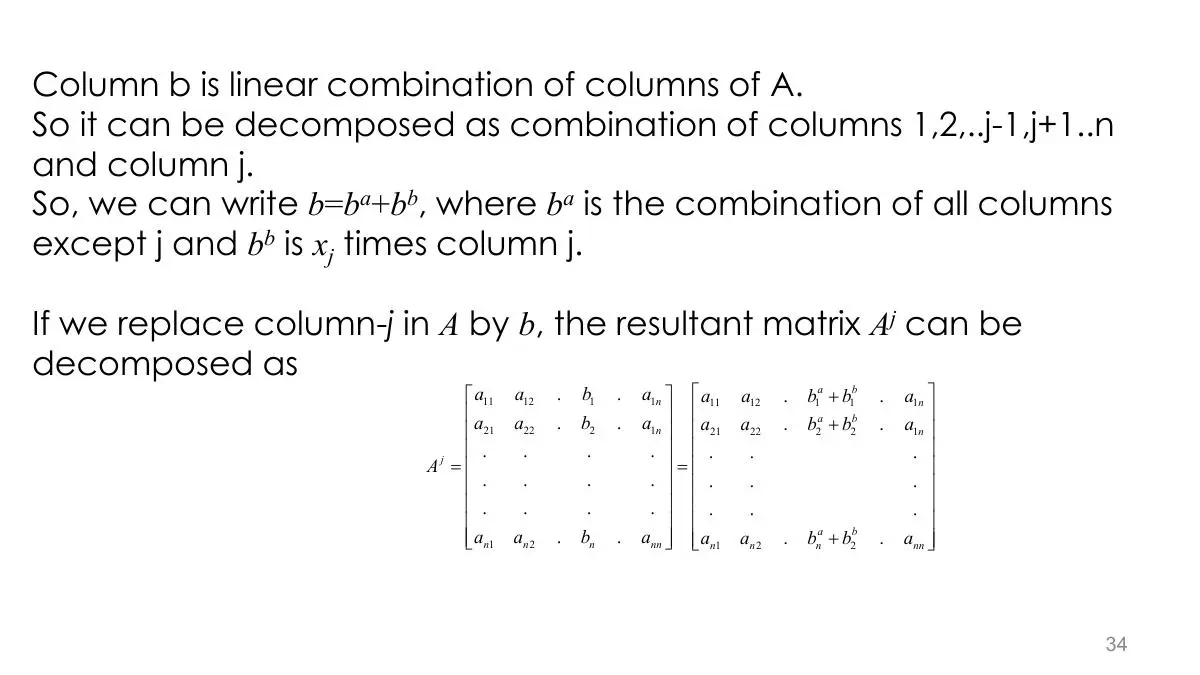 Column b is linear combination of columns of A.
So it can be decomposed as combination of columns 1,2,..j-1,j+1..n
and column j.
So, we can write b=bᵃ+bᵇ, where bᵃ is the combination of all columns
except j and bᵇ is xⱼ times column j.
If we replace column-j in A by b, the resultant matrix Aʲ can be
decomposed as
a₁₁ a₁₂ . b₁ . a₁ₙ a₁₁ a₁₂ . b₁ᵃ + b₁ᵇ . a₁ₙ
a₂₁ a₂₂ . b₂ . a₁ₙ a₂₁ a₂₂ . b₂ᵃ + b₂ᵇ . a₁ₙ
. . . . . . .
Aʲ = . . . . = . . .
. . . . . . .
aₙ₁ aₙ₂ . bₙ . aₙₙ aₙ₁ aₙ₂ . bₙᵃ + b₂ᵇ . aₙₙ
34